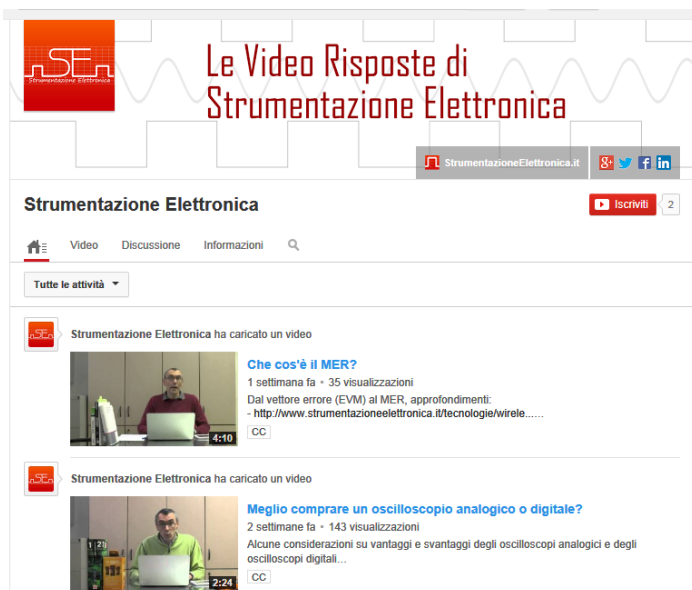 SE
Strumentazione Elettronica
Le Video Risposte di
Strumentazione Elettronica
StrumentazioneElettronica.it
g+ f in
Strumentazione Elettronica
Iscriviti 2
Video Discussione Informazioni
Tutte le attività
SE
Strumentazione Elettronica ha caricato un video
Che cos'è il MER?
1 settimana fa • 35 visualizzazioni
Dal vettore errore (EVM) al MER, approfondimenti:
- http://www.strumentazioneelettronica.it/tecnologie/wirele......
4:10
CC
SE
Strumentazione Elettronica ha caricato un video
Meglio comprare un oscilloscopio analogico o digitale?
2 settimane fa • 143 visualizzazioni
Alcune considerazioni su vantaggi e svantaggi degli oscilloscopi analogici e degli
oscilloscopi digitali...
2:24
CC